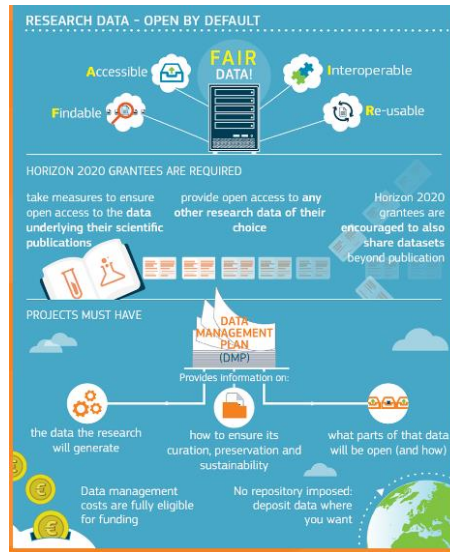 RESEARCH DATA - OPEN BY DEFAULT
FAIR
DATA!
Accessible
Interoperable
Findable
Re-usable
HORIZON 2020 GRANTEES ARE REQUIRED
take measures to ensure
open access to the data
underlying their scientific
publications
provide open access to any
other research data of their
choice
Horizon 2020
grantees are
encouraged to also
share datasets
beyond publication
PROJECTS MUST HAVE
DATA
MANAGEMENT
PLAN
(DMP)
Provides information on:
the data the research
will generate
how to ensure its
curation, preservation and
sustainability
what parts of that data
will be open (and how)
Data management
costs are fully eligible
for funding
No repository imposed:
deposit data where
you want